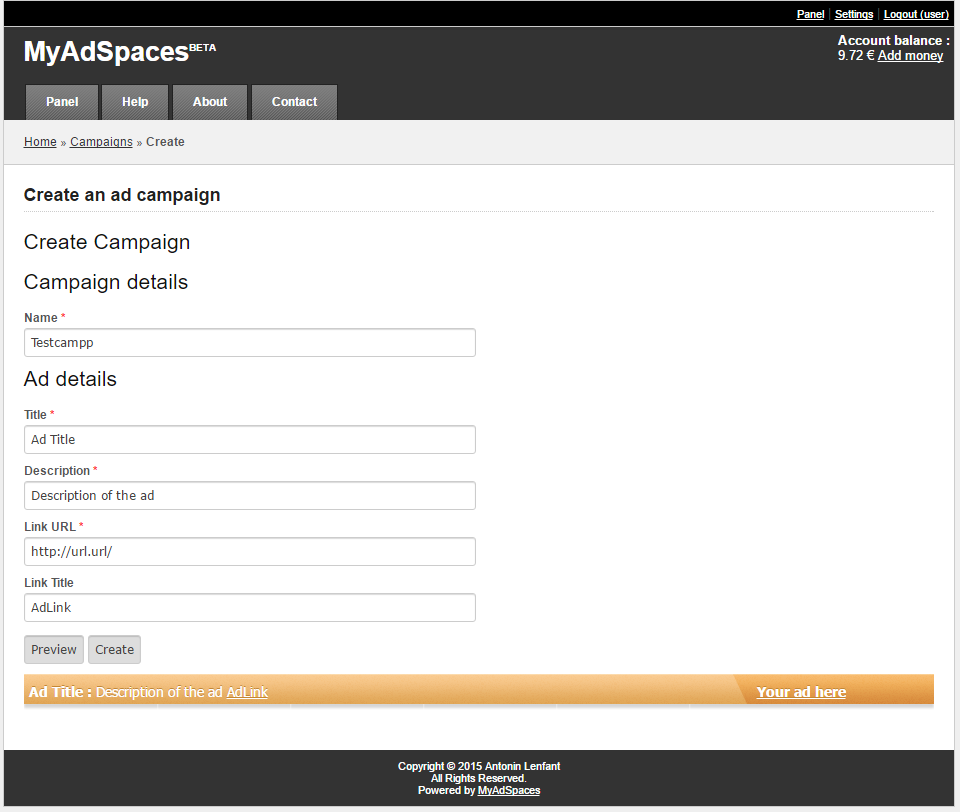 Panel | Settings | Logout (user)
MyAdSpacesBETA
Account balance :
9.72 € Add money
Panel Help About Contact
Home » Campaigns » Create
Create an ad campaign
Create Campaign
Campaign details
Name *
Testcampp
Ad details
Title *
Ad Title
Description *
Description of the ad
Link URL *
http://url.url/
Link Title
AdLink
Preview Create
Ad Title : Description of the ad AdLink Your ad here
Copyright © 2015 Antonin Lenfant
All Rights Reserved.
Powered by MyAdSpaces